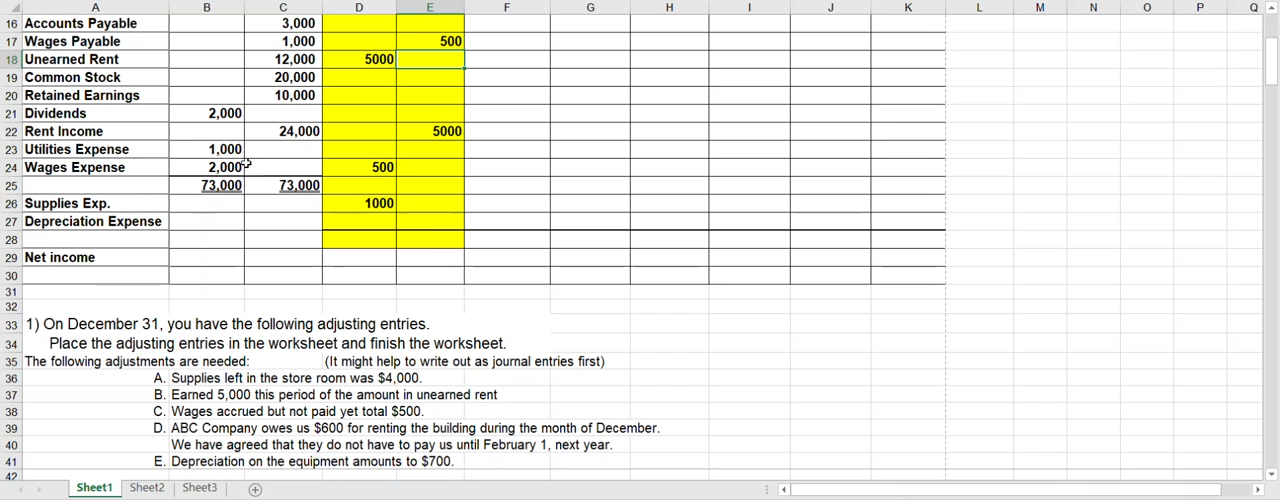 A B C D E F G H I J K L M N O P Q
16 Accounts Payable 3,000
17 Wages Payable 1,000 500
18 Unearned Rent 12,000 5000
19 Common Stock 20,000
20 Retained Earnings 10,000
21 Dividends 2,000
22 Rent Income 24,000 5000
23 Utilities Expense 1,000
24 Wages Expense 2,000 500
25 73,000 73,000
26 Supplies Exp. 1000
27 Depreciation Expense
28
29 Net income
30
31
32
33 1) On December 31, you have the following adjusting entries.
34 Place the adjusting entries in the worksheet and finish the worksheet.
35 The following adjustments are needed: (It might help to write out as journal entries first)
36 A. Supplies left in the store room was $4,000.
37 B. Earned 5,000 this period of the amount in unearned rent
38 C. Wages accrued but not paid yet total $500.
39 D. ABC Company owes us $600 for renting the building during the month of December.
40 We have agreed that they do not have to pay us until February 1, next year.
41 E. Depreciation on the equipment amounts to $700.
42
Sheet1 Sheet2 Sheet3